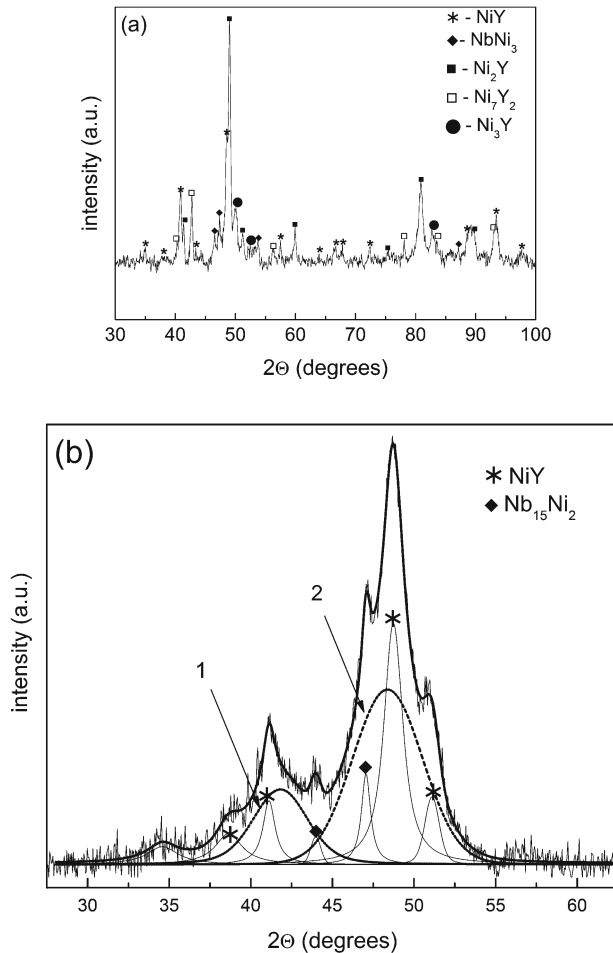 (a)
* - NiY
◆ - NbNi₃
■ - Ni₂Y
□ - Ni₇Y₂
● - Ni₃Y
intensity (a.u.)
30 40 50 60 70 80 90 100
2Θ (degrees)
(b)
* NiY
◆ Nb₁₅Ni₂
2
1
intensity (a.u.)
30 35 40 45 50 55 60
2Θ (degrees)